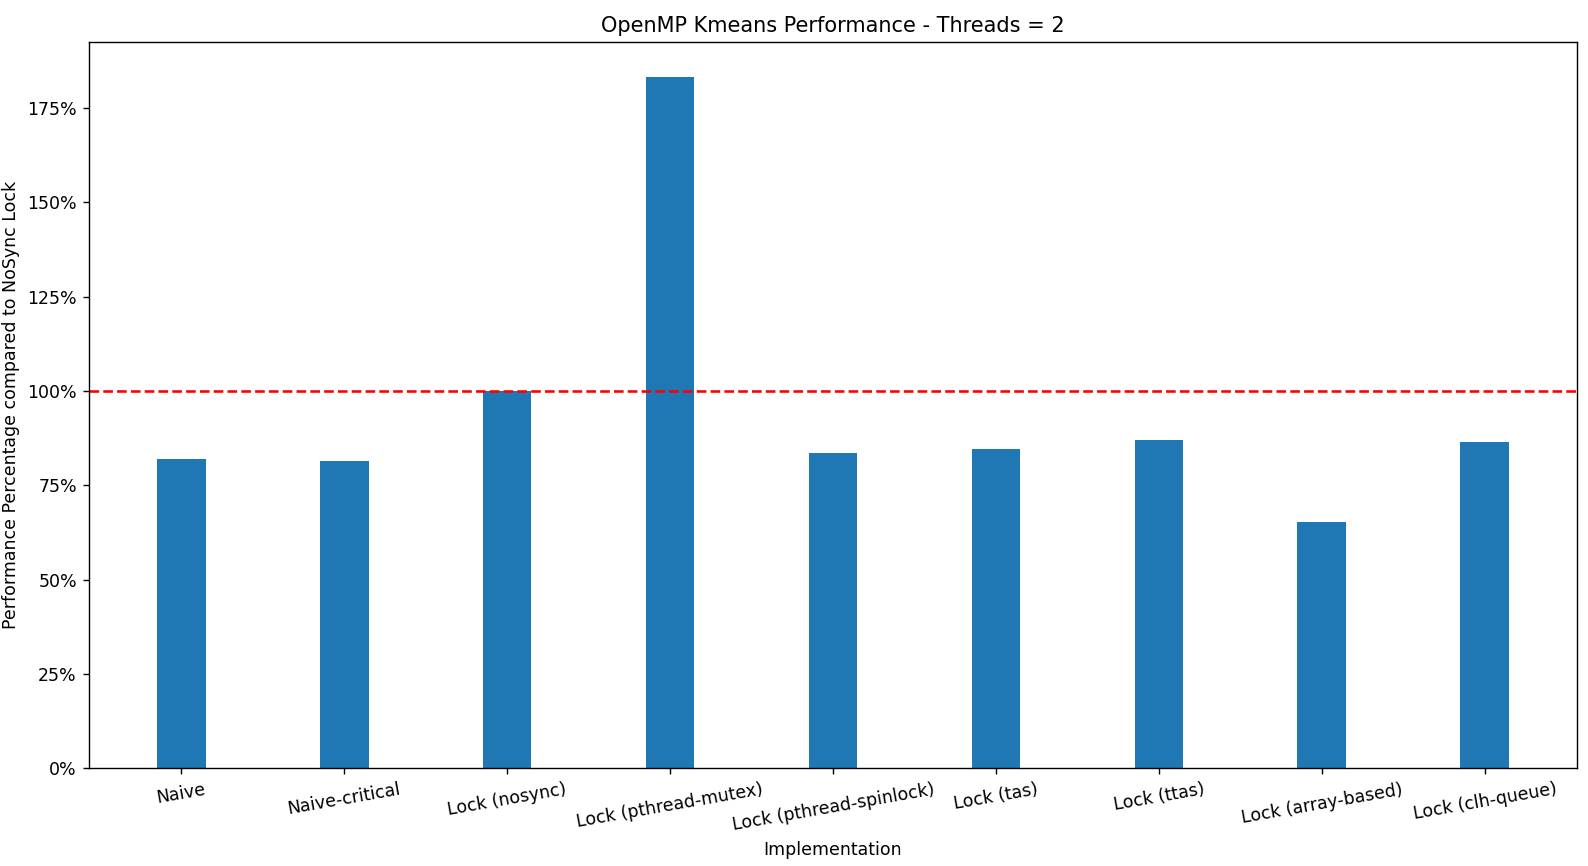 OpenMP Kmeans Performance - Threads = 2
Performance Percentage compared to NoSync Lock
175%
150%
125%
100%
75%
50%
25%
0%
Naive
Naive-critical
Lock (nosync)
Lock (pthread-mutex)
Lock (pthread-spinlock)
Lock (tas)
Lock (ttas)
Lock (array-based)
Lock (clh-queue)
Implementation